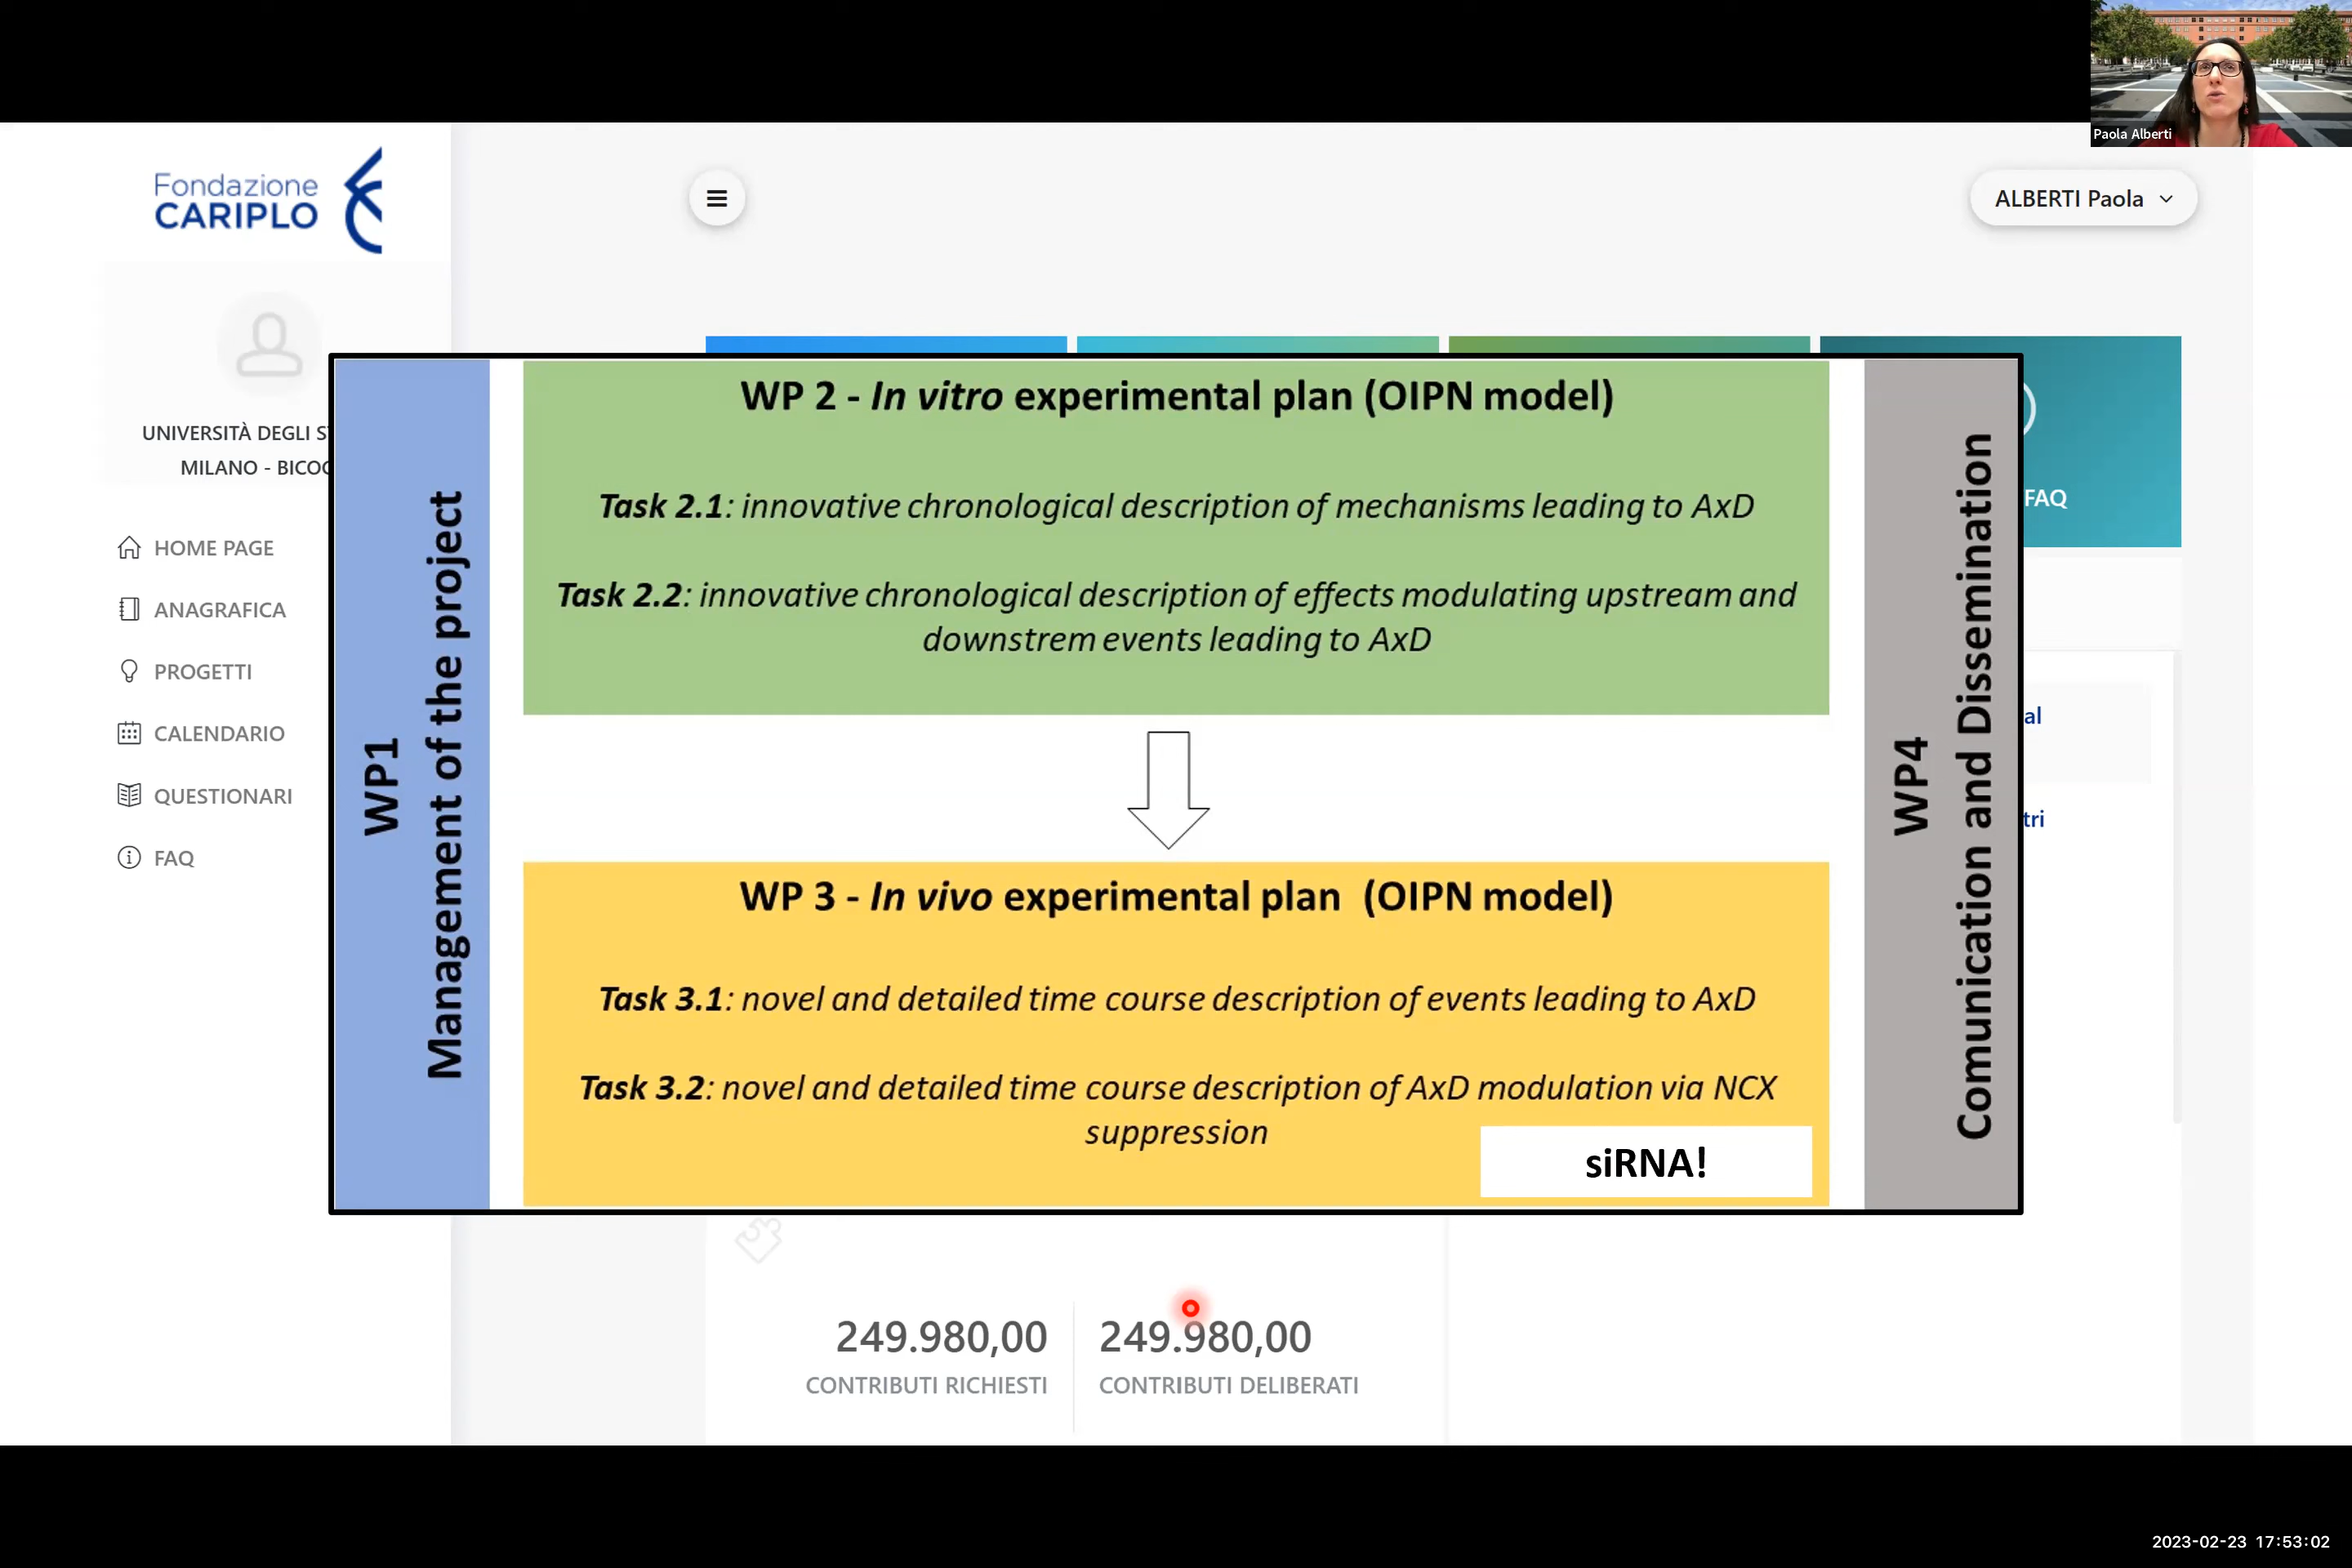 Paola Alberti
Fondazione
CARIPLO
ALBERTI Paola
UNIVERSITÀ DEGLI
MILANO -
HOME PAGE
ANAGRAFICA
PROGETTI
CALENDARIO
QUESTIONARI
FAQ
WP1
Management of the project
WP 2 - In vitro experimental plan (OIPN model)
Task 2.1: innovative chronological description of mechanisms leading to AxD
Task 2.2: innovative chronological description of effects modulating upstream and
downstrem events leading to AxD
WP 3 - In vivo experimental plan (OIPN model)
Task 3.1: novel and detailed time course description of events leading to AxD
Task 3.2: novel and detailed time course description of AxD modulation via NCX
suppression
siRNA!
WP4
Comunication and Dissemination
FAQ
al
tri
249.980,00
CONTRIBUTI RICHIESTI
249.980,00
CONTRIBUTI DELIBERATI
2023-02-23 17:53:02